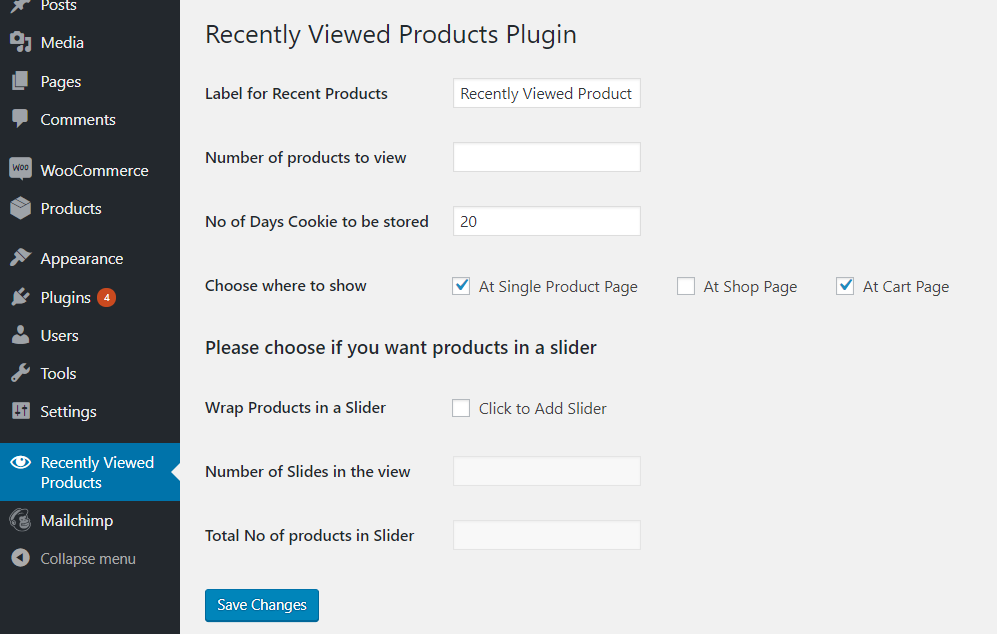 Posts
Media
Pages
Comments
WOO
WooCommerce
Products
Appearance
Plugins 4
Users
Tools
Settings
Recently Viewed
Products
Mailchimp
Collapse menu
Recently Viewed Products Plugin
Label for Recent Products Recently Viewed Product
Number of products to view
No of Days Cookie to be stored 20
Choose where to show At Single Product Page At Shop Page At Cart Page
Please choose if you want products in a slider
Wrap Products in a Slider Click to Add Slider
Number of Slides in the view
Total No of products in Slider
Save Changes